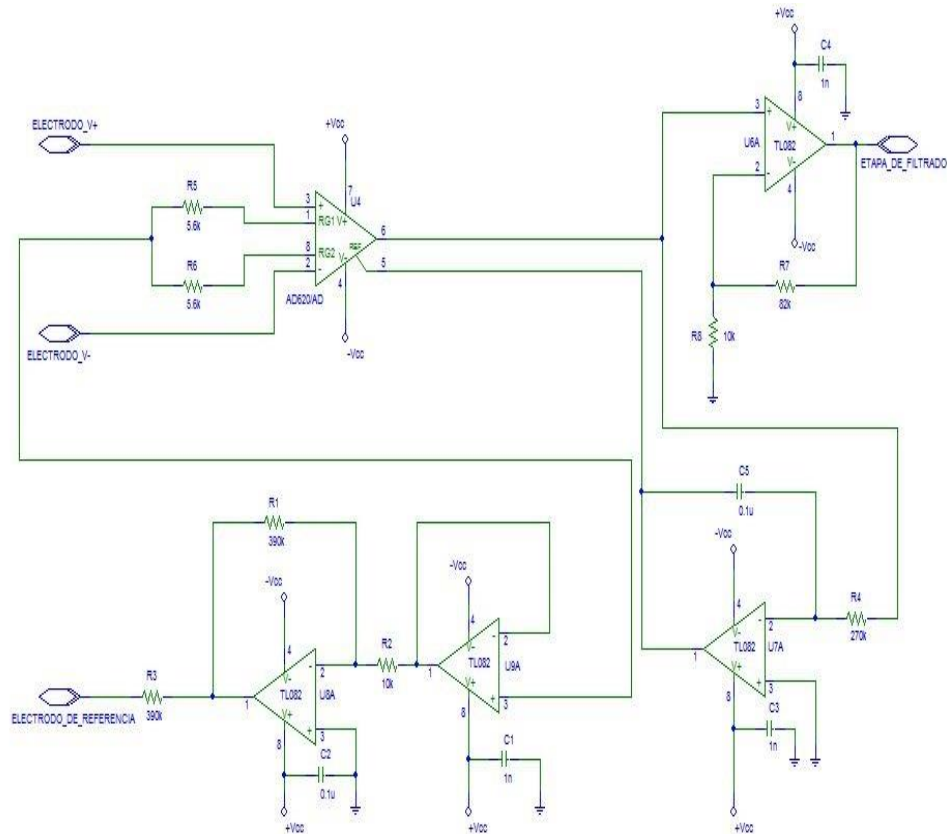 +Vcc
C4
1n
8
3
+
V+
U6A
TL082
1
ETAPA_DE_FILTRADO
2
-
V-
4
-Vcc
R7
82k
R8
10k
ELECTRODO_V+
+Vcc
7
U4
R5
5.6k
3
+
1
RG1
V+
6
REF
8
RG2
5
R6
5.6k
2
-
V-
4
AD620/AD
-Vcc
ELECTRODO_V-
C5
0.1u
-Vcc
4
V-
-
2
R4
270k
TL082
U7A
1
V+
+
3
8
C3
1n
+Vcc
R1
390k
-Vcc
4
V-
-
2
R2
10k
TL082
U8A
1
V+
+
3
8
C2
0.1u
+Vcc
R3
390k
ELECTRODO_DE_REFERENCIA
-Vcc
4
V-
-
2
TL082
U9A
1
V+
+
3
8
C1
1n
+Vcc